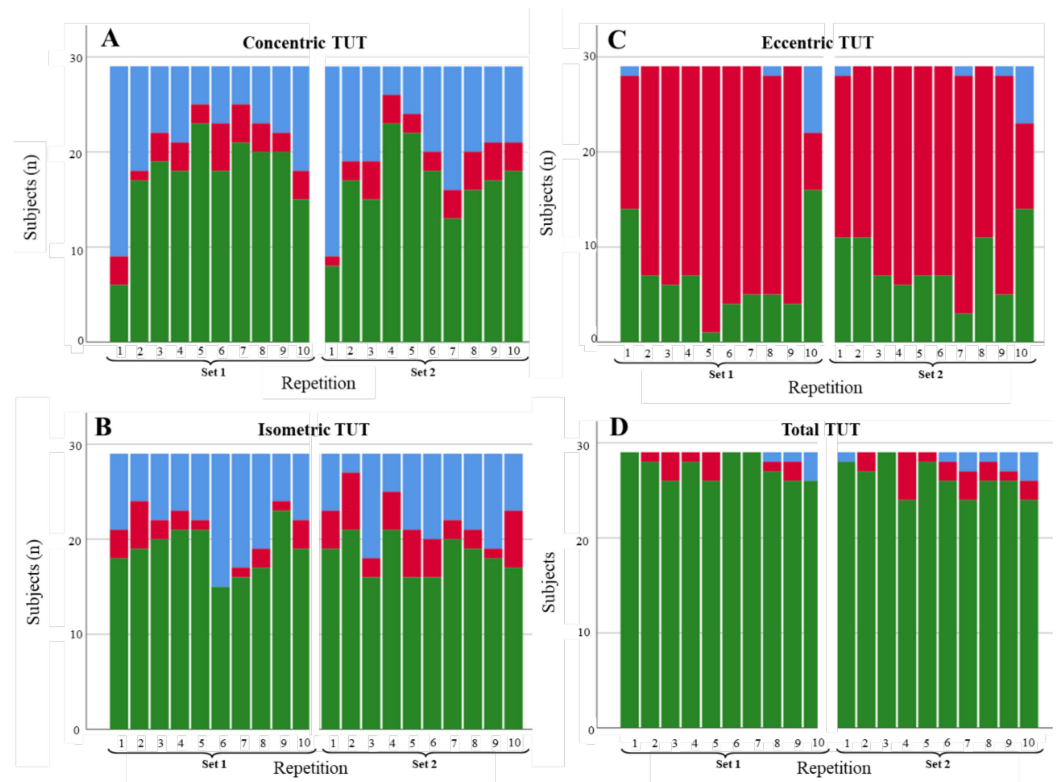 A
Concentric TUT
30
20
10
0
Subjects (n)
1 2 3 4 5 6 7 8 9 10
1 2 3 4 5 6 7 8 9 10
Set 1
Set 2
Repetition
C
Eccentric TUT
30
20
10
0
Subjects (n)
1 2 3 4 5 6 7 8 9 10
1 2 3 4 5 6 7 8 9 10
Set 1
Set 2
Repetition
B
Isometric TUT
30
20
10
0
Subjects (n)
1 2 3 4 5 6 7 8 9 10
1 2 3 4 5 6 7 8 9 10
Set 1
Set 2
Repetition
D
Total TUT
30
20
10
0
Subjects
1 2 3 4 5 6 7 8 9 10
1 2 3 4 5 6 7 8 9 10
Set 1
Set 2
Repetition